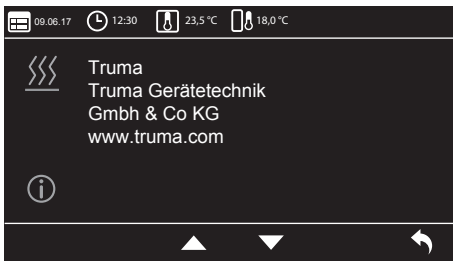 09.06.17 12:30 23,5 °C 18,0 °C
Truma
Truma Gerätetechnik
Gmbh & Co KG
www.truma.com